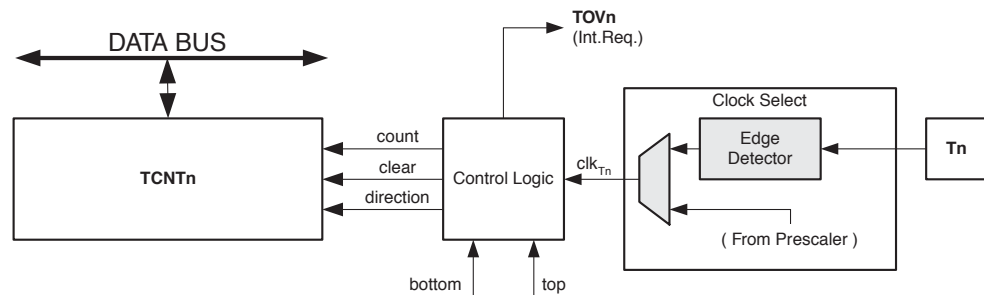 TOVn
(Int.Req.)
DATA BUS
Clock Select
count
Edge
Detector
Tn
TCNTn
clear
Control Logic
clkTn
direction
( From Prescaler )
bottom
top